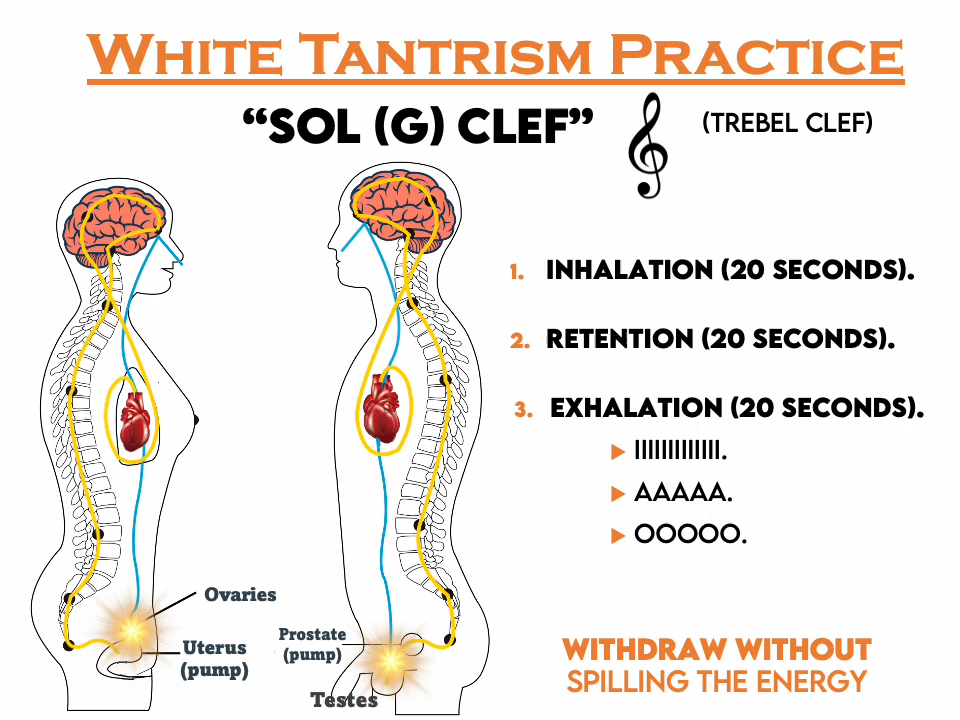 WHITE TANTRISM PRACTICE
“SOL (G) CLEF”
(TREBEL CLEF)
1. INHALATION (20 SECONDS).
2. RETENTION (20 SECONDS).
3. EXHALATION (20 SECONDS).
IIIIIIIIIIIII.
AAAAA.
OOOOO.
Ovaries
Uterus
(pump)
Prostate
(pump)
Testes
WITHDRAW WITHOUT
SPILLING THE ENERGY